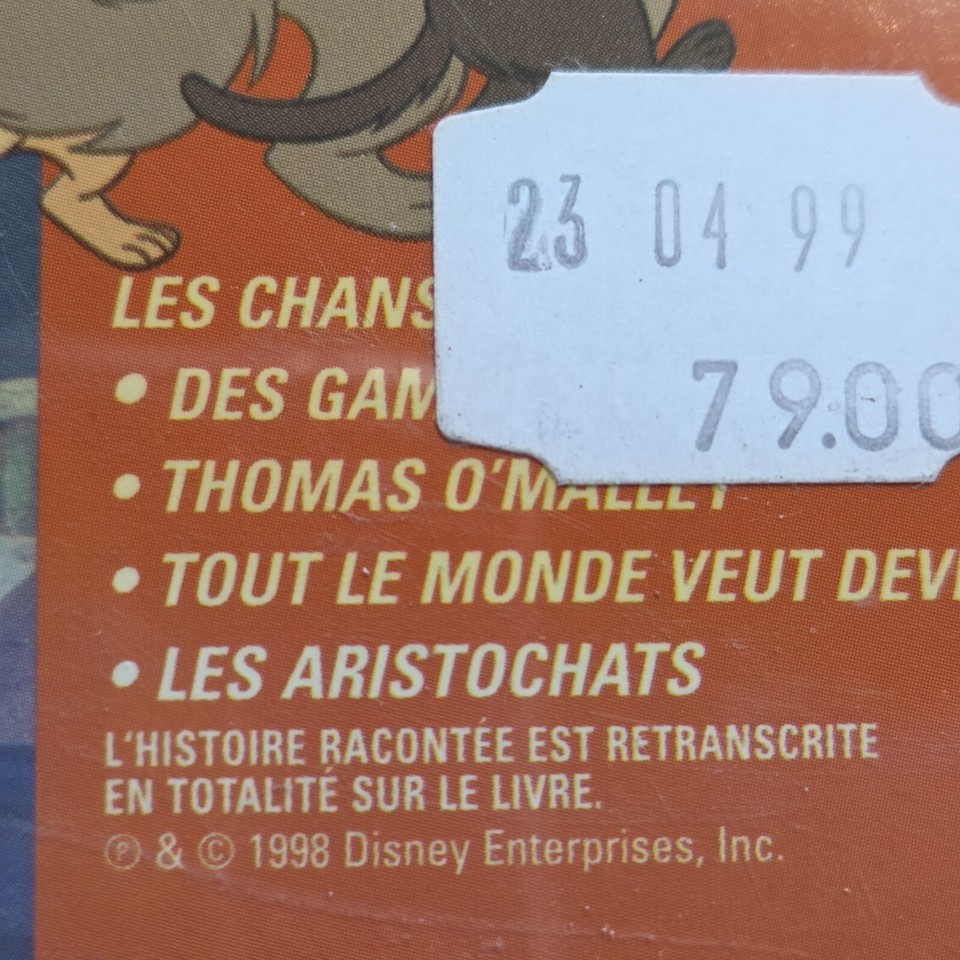 23 04 99
79.00
LES CHANS
• DES GAM
• THOMAS O'MALLEY
• TOUT LE MONDE VEUT DEV
• LES ARISTOCHATS
L'HISTOIRE RACONTÉE EST RETRANSCRITE
EN TOTALITÉ SUR LE LIVRE.
℗ & © 1998 Disney Enterprises, Inc.